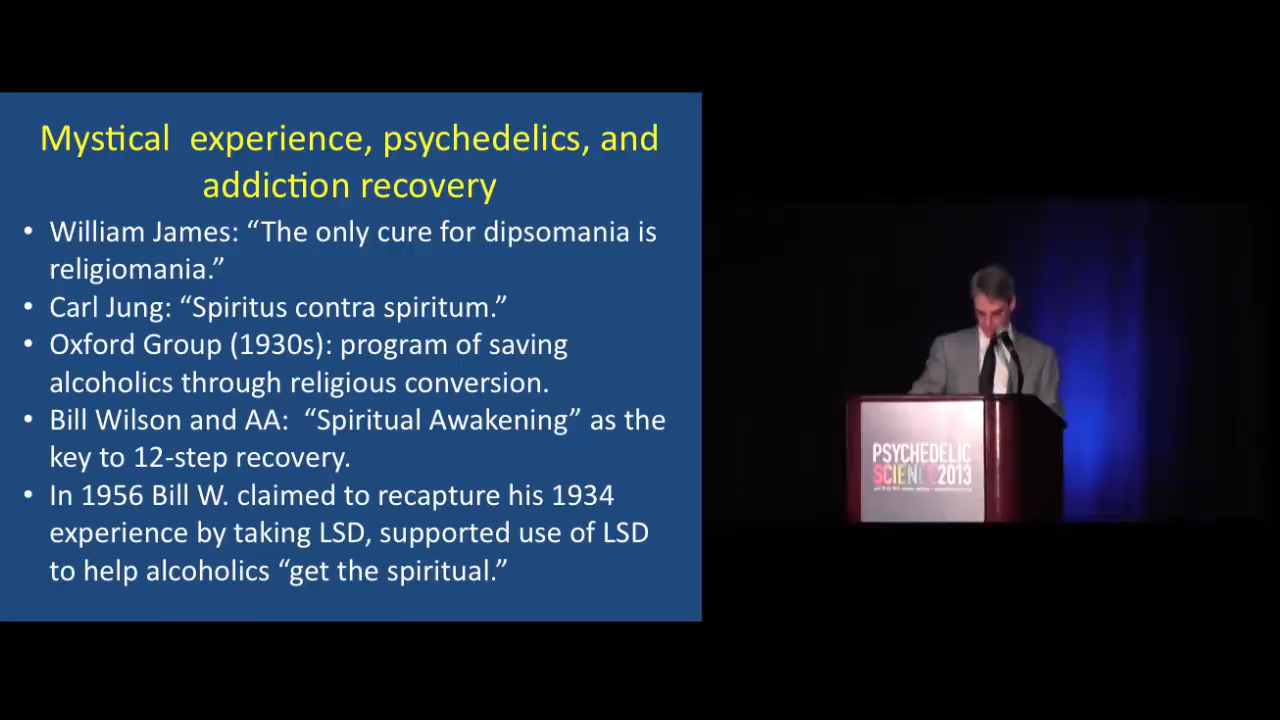 Mystical  experience, psychedelics, and
addiction recovery
• William James: “The only cure for dipsomania is
religiomania.”
• Carl Jung: “Spiritus contra spiritum.”
• Oxford Group (1930s): program of saving
alcoholics through religious conversion.
• Bill Wilson and AA:  “Spiritual Awakening” as the
key to 12-step recovery.
• In 1956 Bill W. claimed to recapture his 1934
experience by taking LSD, supported use of LSD
to help alcoholics “get the spiritual.”
PSYCHEDELIC
SCIENCE2013